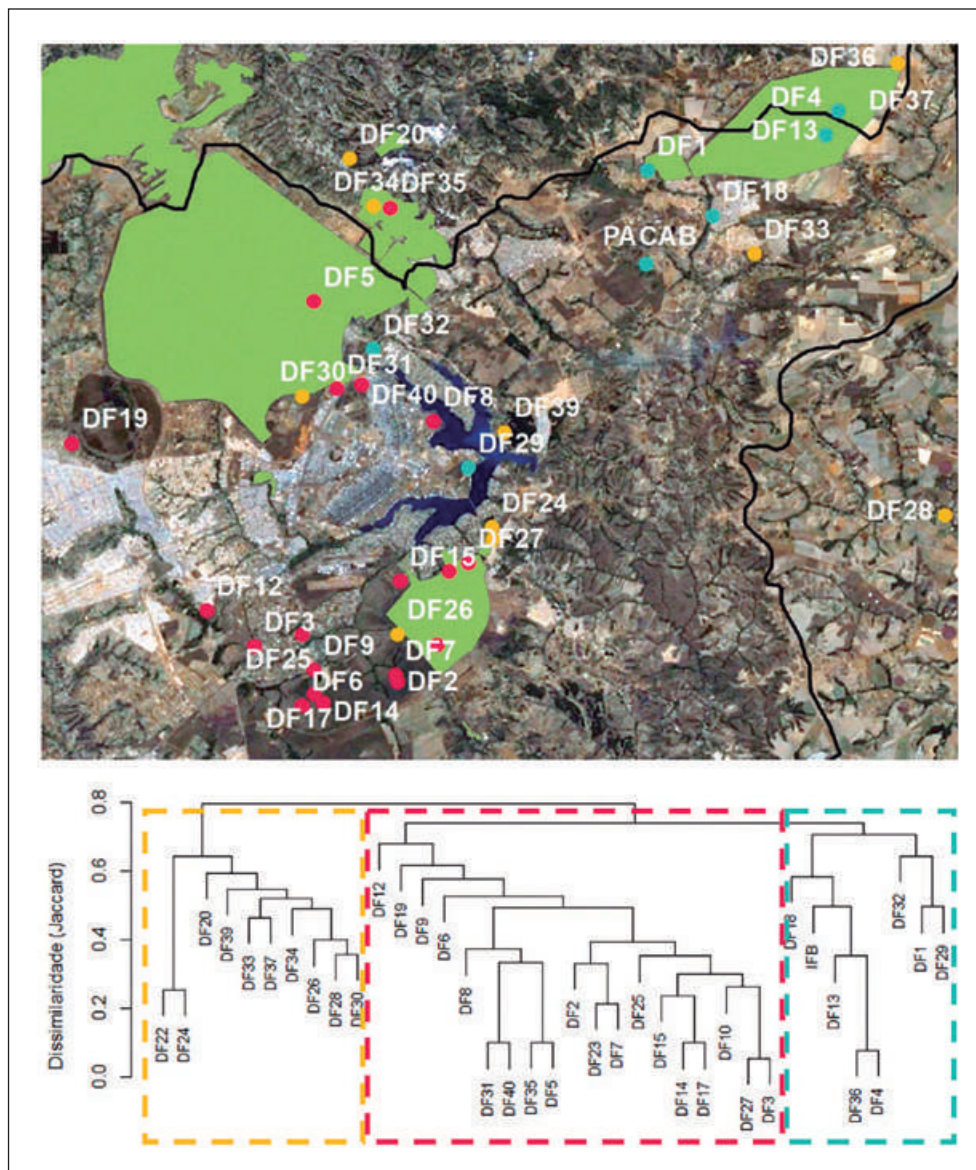 DF36
DF4
DF37
DF13
DF20
DF1
DF34 DF35
DF18
PACAB
DF33
DF5
DF32
DF31
DF30
DF40
DF8
DF39
DF19
DF29
DF24
DF28
DF27
DF15
DF12
DF26
DF3
DF9
DF7
DF25
DF6
DF2
DF17
DF14
Dissimilaridade (Jaccard)
0.8
0.6
0.4
0.2
0.0
DF22
DF24
DF20
DF39
DF33
DF37
DF34
DF26
DF28
DF30
DF12
DF19
DF9
DF6
DF8
DF31
DF40
DF35
DF5
DF2
DF23
DF7
DF25
DF15
DF14
DF17
DF10
DF27
DF3
DF18
IFB
DF13
DF36
DF4
DF32
DF1
DF29